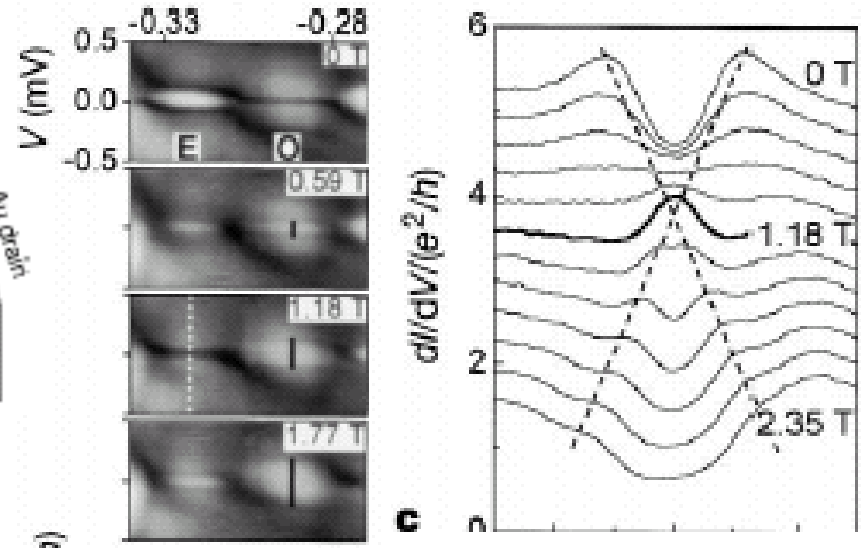 -0.33 -0.28
0.5
0.0
-0.5
V (mV)
0 T
E O
0.59 T
1.18 T
1.77 T
c
6
4
2
0
dI/dV/(e²/h)
0 T
1.18 T
2.35 T